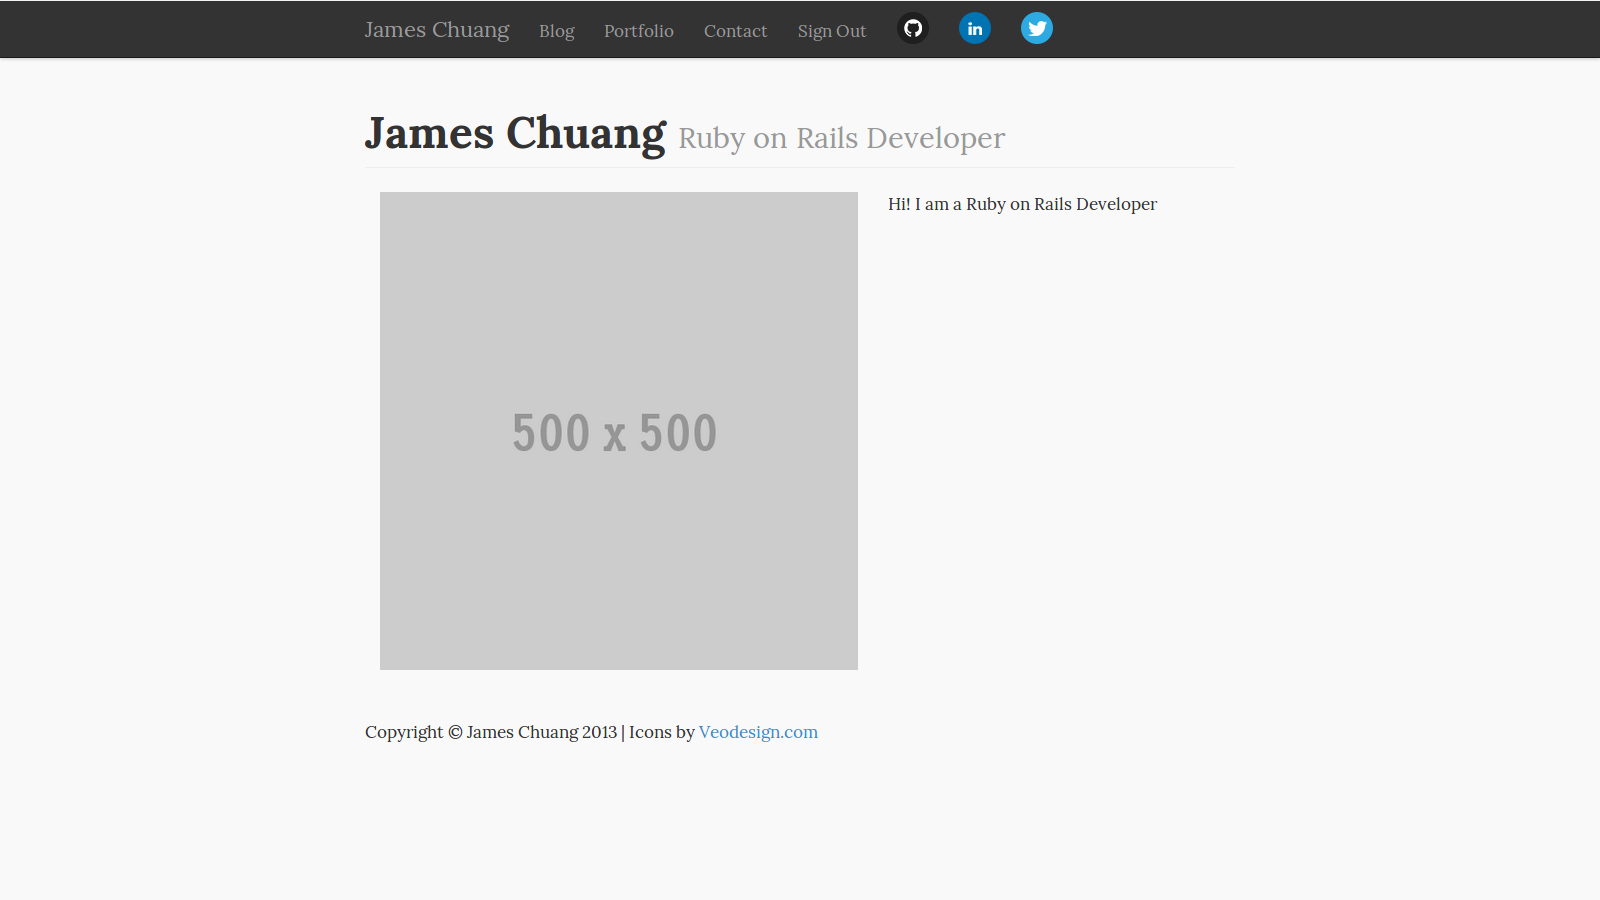 James Chuang Blog Portfolio Contact Sign Out in
James Chuang Ruby on Rails Developer
Hi! I am a Ruby on Rails Developer
500 x 500
Copyright © James Chuang 2013 | Icons by Veodesign.com